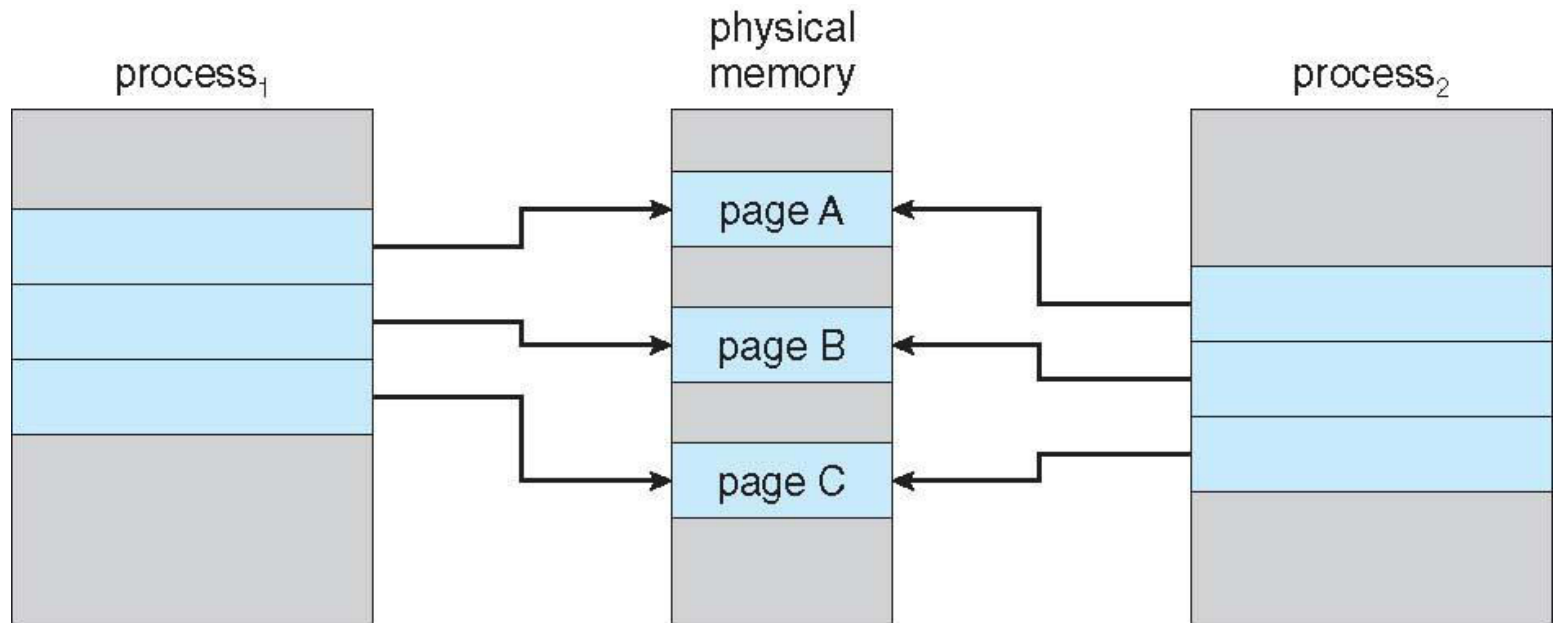 process₁
physical
memory
process₂
page A
page B
page C